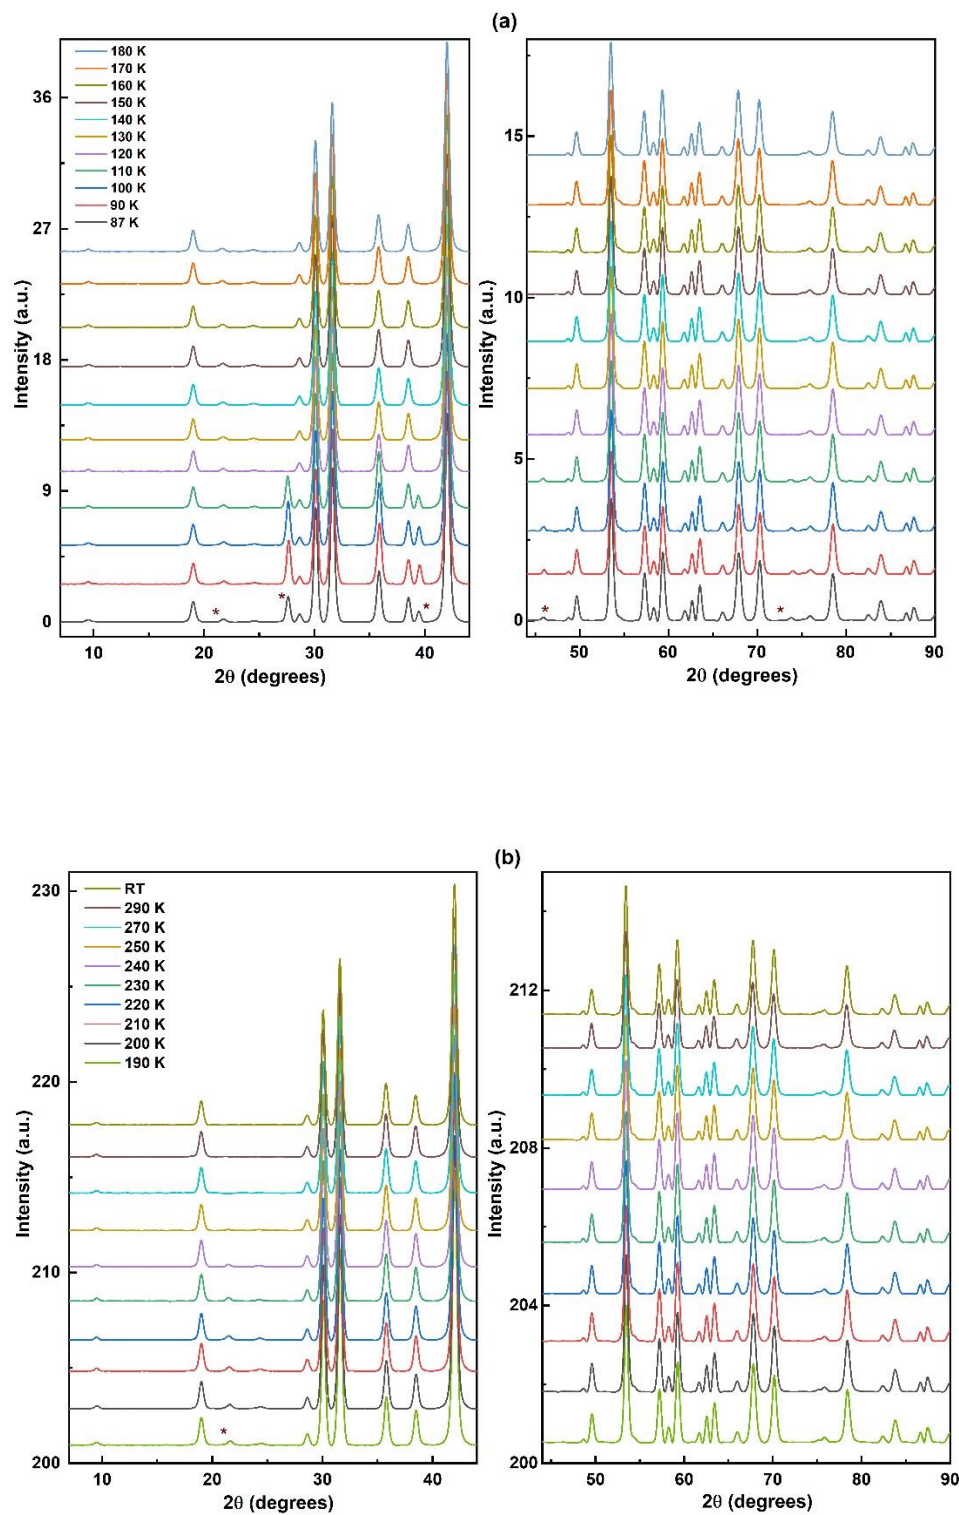 (a)
180 K
170 K
160 K
150 K
140 K
130 K
120 K
110 K
100 K
90 K
87 K
36
27
18
9
0
Intensity (a.u.)
10 20 30 40
2θ (degrees)
* * *
15
10
5
0
Intensity (a.u.)
50 60 70 80 90
2θ (degrees)
* *
(b)
RT
290 K
270 K
250 K
240 K
230 K
220 K
210 K
200 K
190 K
230
220
210
200
Intensity (a.u.)
10 20 30 40
2θ (degrees)
*
212
208
204
200
Intensity (a.u.)
50 60 70 80 90
2θ (degrees)